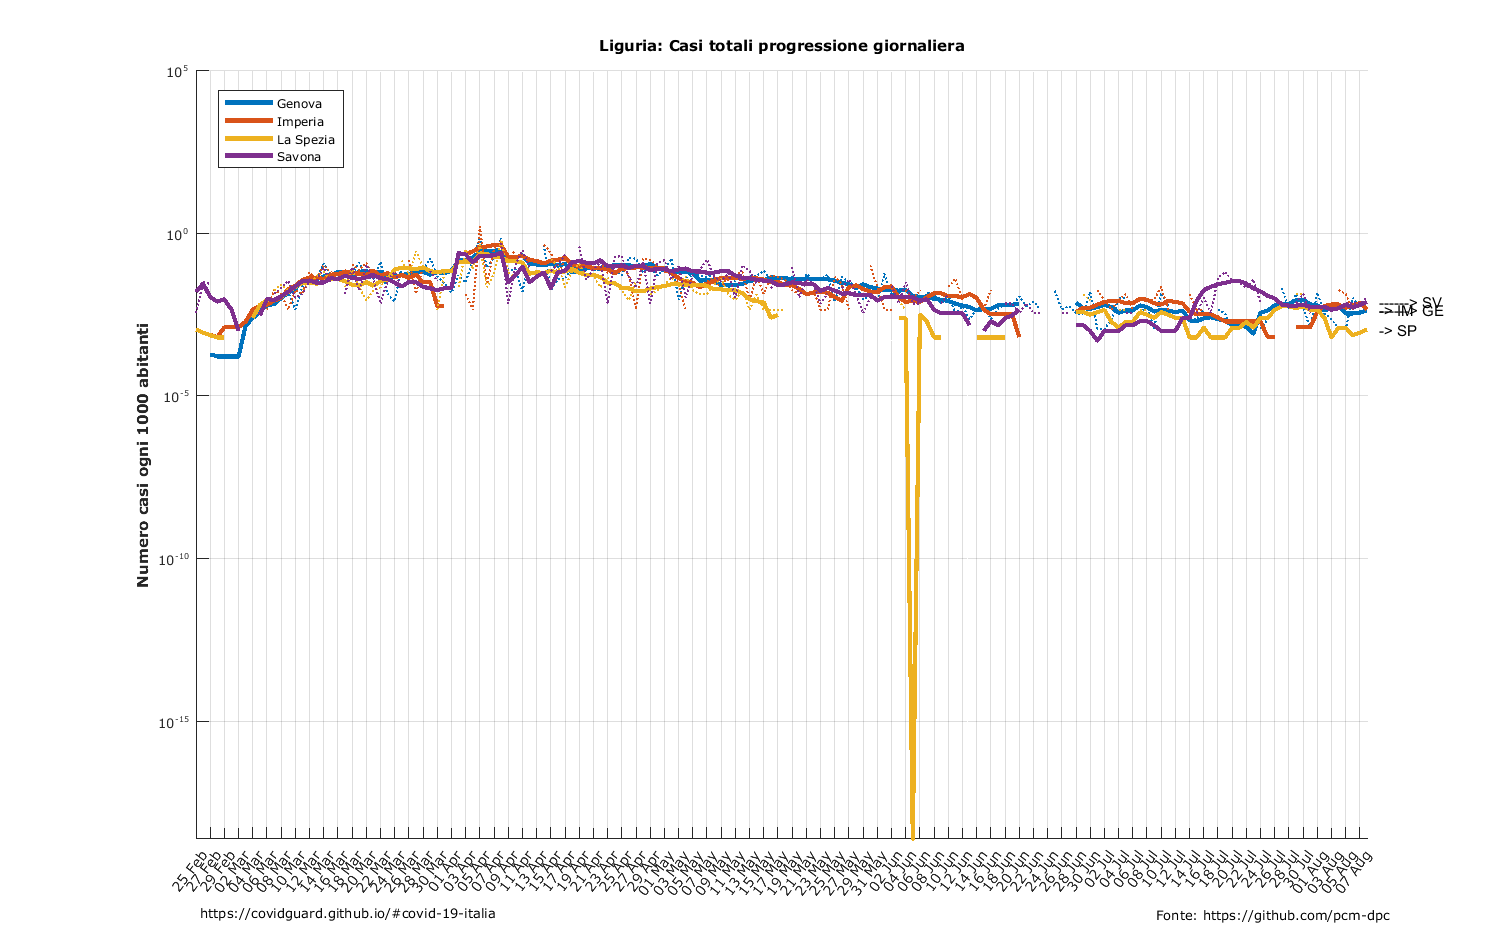 Liguria: Casi totali progressione giornaliera
Numero casi ogni 1000 abitanti
10^5
10^0
10^-5
10^-10
10^-15
Genova
Imperia
La Spezia
Savona
-----> SV
-> IM
----> GE
-> SP
25 Feb
27 Feb
29 Feb
02 Mar
04 Mar
06 Mar
08 Mar
10 Mar
12 Mar
14 Mar
16 Mar
18 Mar
20 Mar
22 Mar
24 Mar
26 Mar
28 Mar
30 Mar
01 Apr
03 Apr
05 Apr
07 Apr
09 Apr
11 Apr
13 Apr
15 Apr
17 Apr
19 Apr
21 Apr
23 Apr
25 Apr
27 Apr
29 Apr
01 May
03 May
05 May
07 May
09 May
11 May
13 May
15 May
17 May
19 May
21 May
23 May
25 May
27 May
29 May
31 May
02 Jun
04 Jun
06 Jun
08 Jun
10 Jun
12 Jun
14 Jun
16 Jun
18 Jun
20 Jun
22 Jun
24 Jun
26 Jun
28 Jun
30 Jun
02 Jul
04 Jul
06 Jul
08 Jul
10 Jul
12 Jul
14 Jul
16 Jul
18 Jul
20 Jul
22 Jul
24 Jul
26 Jul
28 Jul
30 Jul
01 Aug
03 Aug
05 Aug
07 Aug
https://covidguard.github.io/#covid-19-italia
Fonte: https://github.com/pcm-dpc